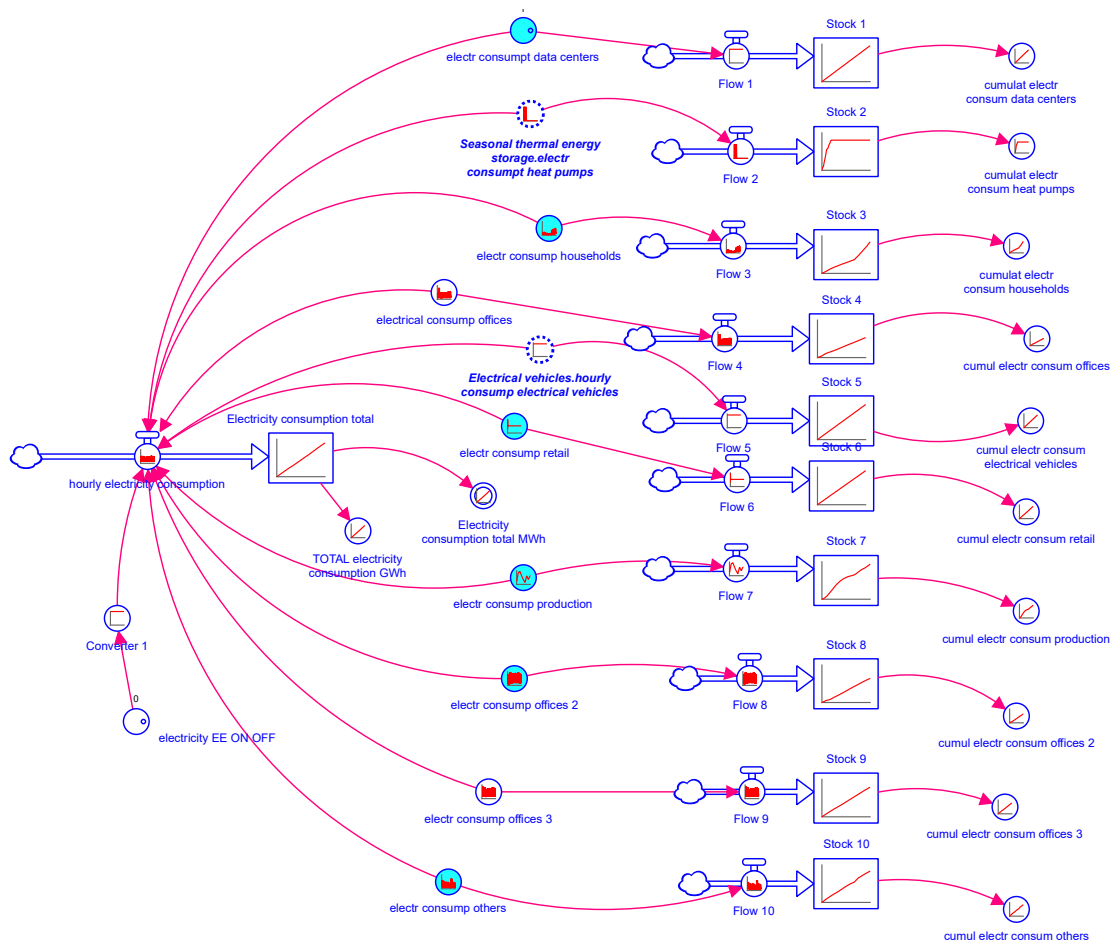 Stock 1
electr consumpt data centers
Flow 1
cumulat electr
consum data centers
Stock 2
Seasonal thermal energy
storage.electr
consumpt heat pumps
Flow 2
cumulat electr
consum heat pumps
Stock 3
electr consump households
Flow 3
cumulat electr
consum households
Stock 4
electrical consump offices
Flow 4
cumul electr consum offices
Stock 5
Electrical vehicles.hourly
consump electrical vehicles
Flow 5
cumul electr consum
electrical vehicles
Electricity consumption total
hourly electricity consumption
Electricity
consumption total MWh
TOTAL electricity
consumption GWh
Stock 6
electr consump retail
Flow 6
cumul electr consum retail
Stock 7
electr consump production
Flow 7
cumul electr consum production
Converter 1
0
electricity EE ON OFF
Stock 8
electr consump offices 2
Flow 8
cumul electr consum offices 2
Stock 9
electr consump offices 3
Flow 9
cumul electr consum offices 3
Stock 10
electr consump others
Flow 10
cumul electr consum others